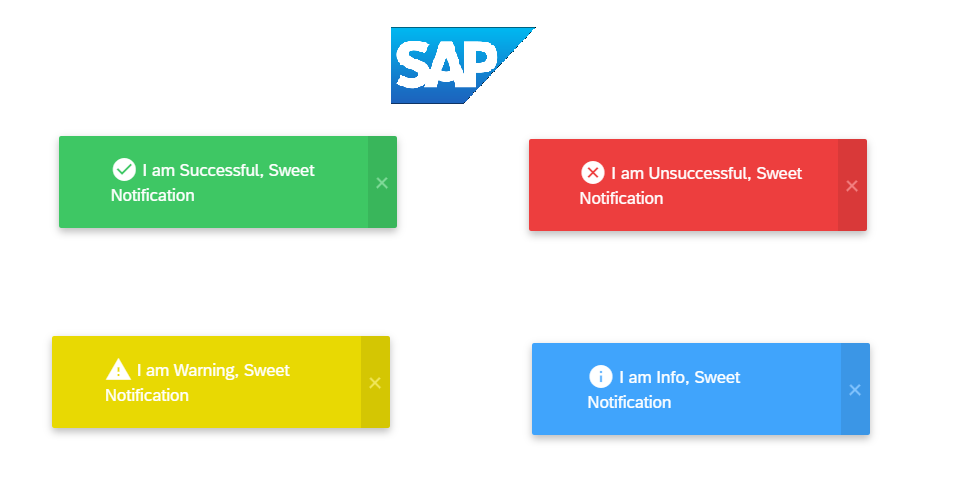 SAP
I am Successful, Sweet
Notification
I am Unsuccessful, Sweet
Notification
I am Warning, Sweet
Notification
I am Info, Sweet
Notification